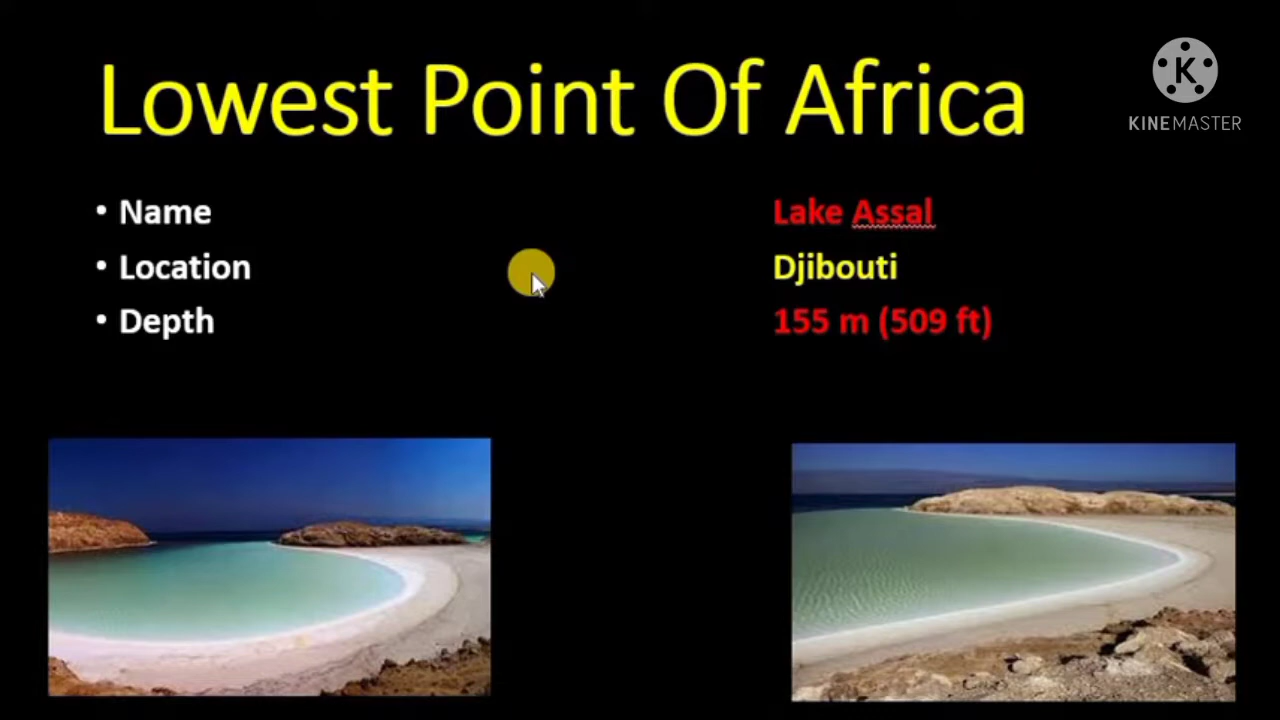 Lowest Point Of Africa
K
KINEMASTER
• Name Lake Assal
• Location Djibouti
• Depth 155 m (509 ft)